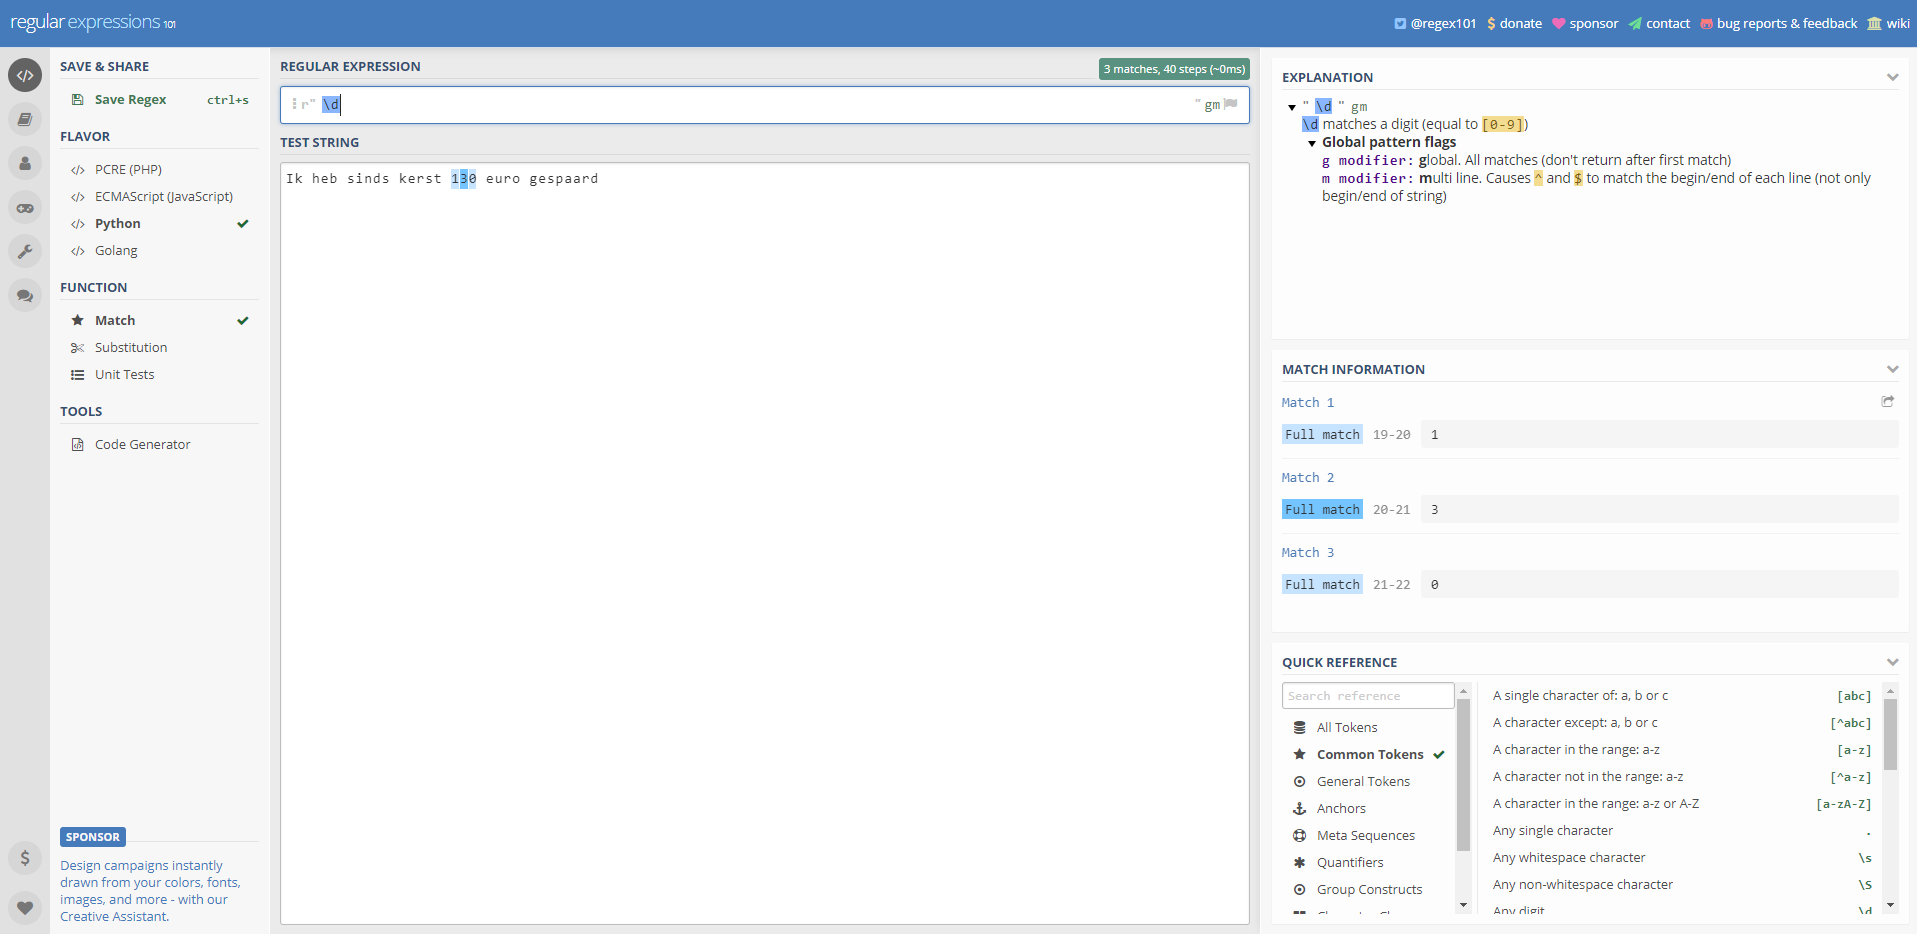 regular expressions 101
@regex101 $ donate sponsor contact bug reports & feedback wiki
SAVE & SHARE
Save Regex ctrl+s
FLAVOR
PCRE (PHP)
ECMAScript (JavaScript)
Python
Golang
FUNCTION
Match
Substitution
Unit Tests
TOOLS
Code Generator
SPONSOR
Design campaigns instantly
drawn from your colors, fonts,
images, and more - with our
Creative Assistant.
REGULAR EXPRESSION
3 matches, 40 steps (~0ms)
r" \d " gm
TEST STRING
Ik heb sinds kerst 130 euro gespaard
EXPLANATION
" \d " gm
\d matches a digit (equal to [0-9])
Global pattern flags
g modifier: global. All matches (don't return after first match)
m modifier: multi line. Causes ^ and $ to match the begin/end of each line (not only
begin/end of string)
MATCH INFORMATION
Match 1
Full match 19-20 1
Match 2
Full match 20-21 3
Match 3
Full match 21-22 0
QUICK REFERENCE
Search reference
All Tokens
Common Tokens
General Tokens
Anchors
Meta Sequences
Quantifiers
Group Constructs
A single character of: a, b or c [abc]
A character except: a, b or c [^abc]
A character in the range: a-z [a-z]
A character not in the range: a-z [^a-z]
A character in the range: a-z or A-Z [a-zA-Z]
Any single character .
Any whitespace character \s
Any non-whitespace character \S
Any digit \d